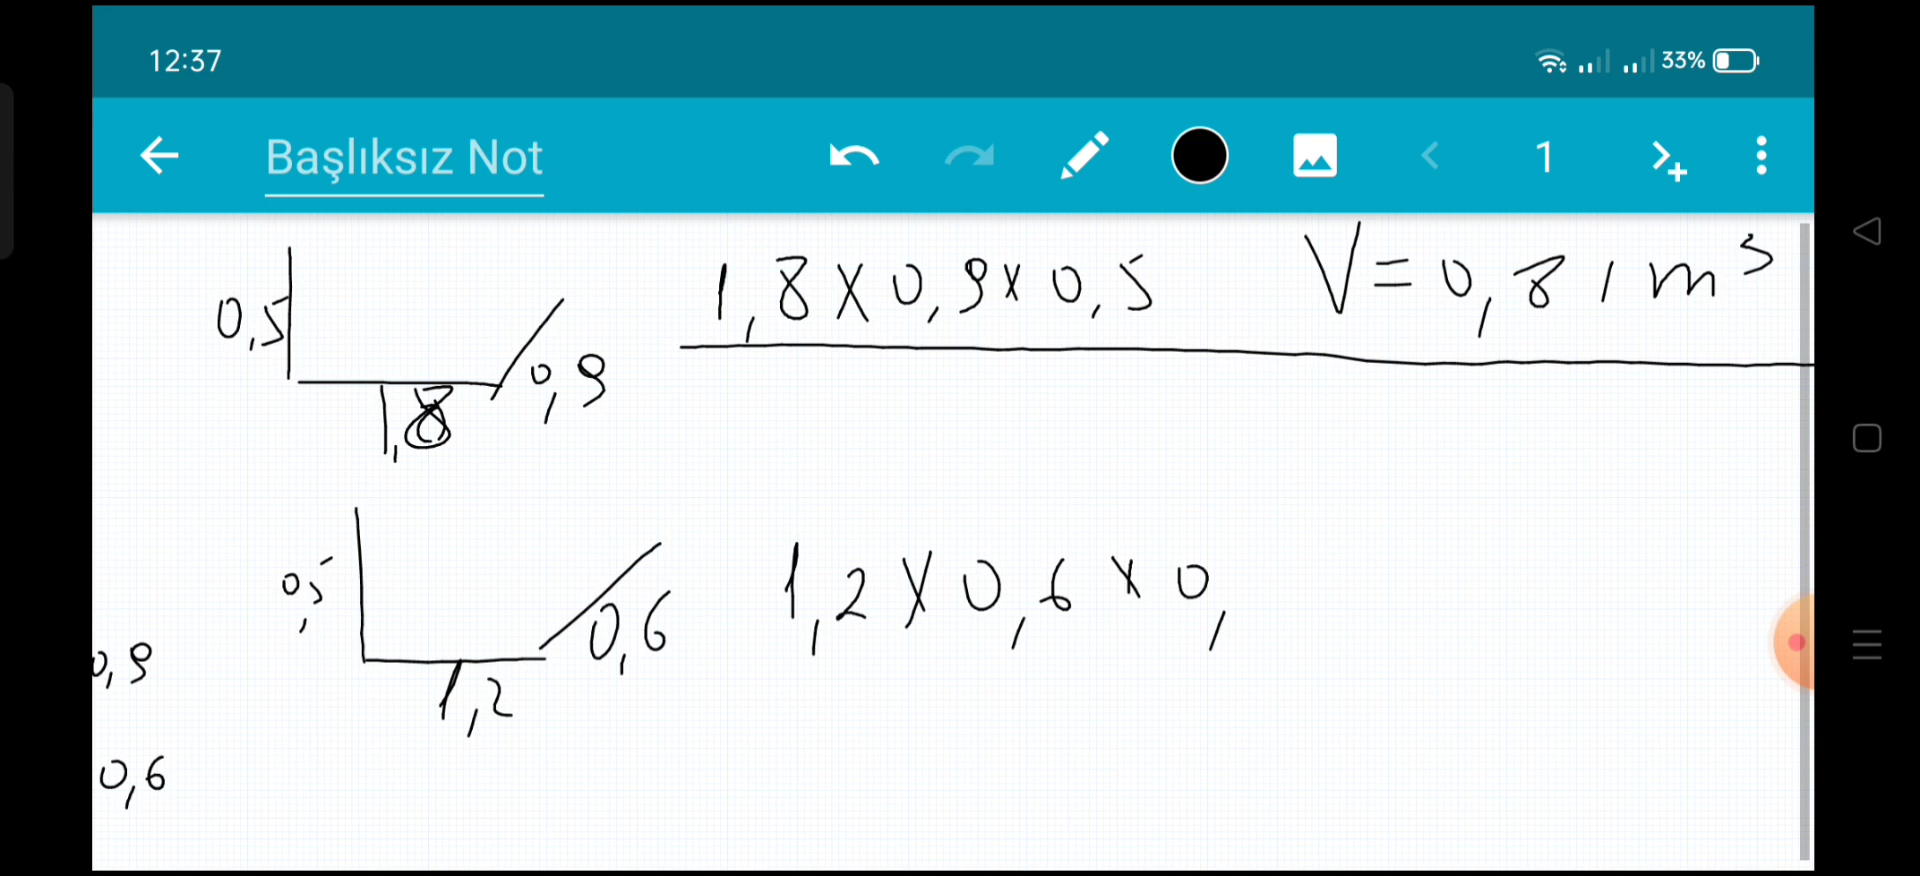 12:37
33%
Başlıksız Not
1
0,5
1,8
0,9
1,8 X 0,9 X 0,5
V = 0,81 m³
0,5
1,2
0,6
1,2 X 0,6 X 0,
0,9
0,6